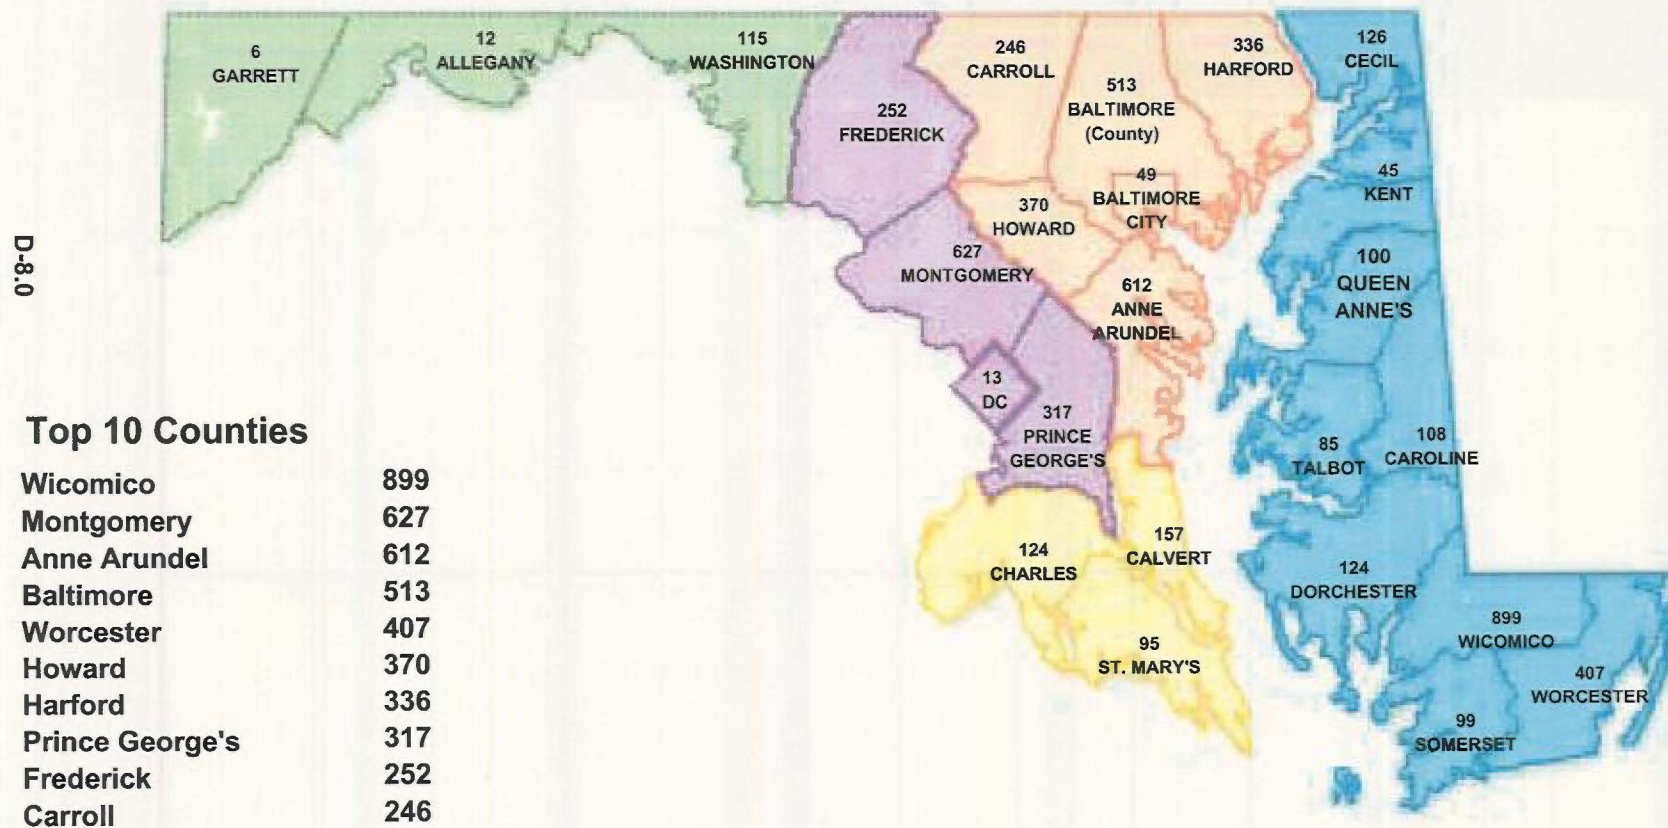 6
GARRETT
12
ALLEGANY
115
WASHINGTON
252
FREDERICK
246
CARROLL
513
BALTIMORE
(County)
336
HARFORD
126
CECIL
49
BALTIMORE
CITY
45
KENT
370
HOWARD
627
MONTGOMERY
612
ANNE
ARUNDEL
100
QUEEN
ANNE'S
13
DC
317
PRINCE
GEORGE'S
85
TALBOT
108
CAROLINE
124
CHARLES
157
CALVERT
95
ST. MARY'S
124
DORCHESTER
899
WICOMICO
407
WORCESTER
99
SOMERSET
D-8.0
Top 10 Counties
Wicomico 899
Montgomery 627
Anne Arundel 612
Baltimore 513
Worcester 407
Howard 370
Harford 336
Prince George's 317
Frederick 252
Carroll 246